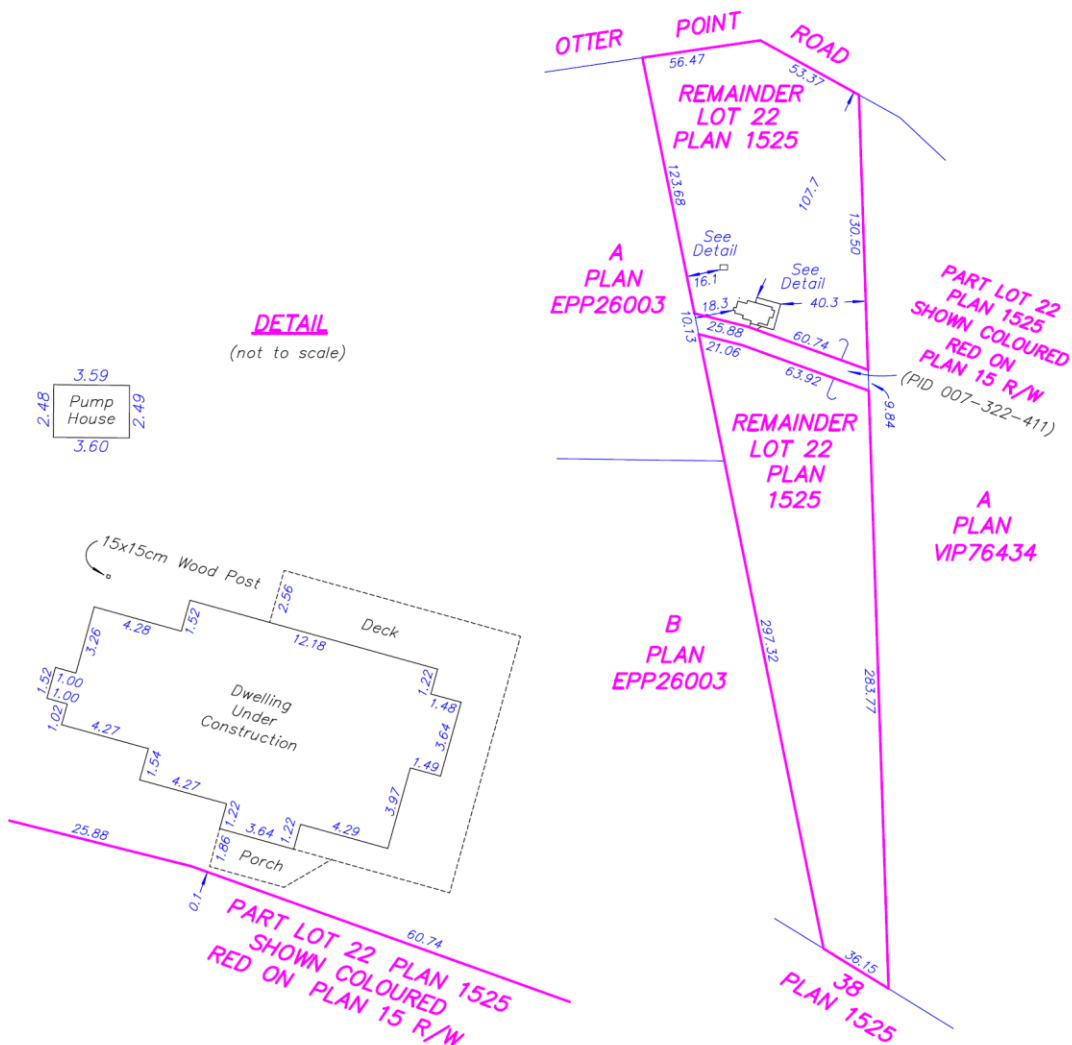 OTTER POINT ROAD
56.47
53.37
REMAINDER
LOT 22
PLAN 1525
123.68
107.7
130.50
See
Detail
16.1
See
Detail
18.3
40.3
A
PLAN
EPP26003
10.13
25.88
60.74
21.06
63.92
9.84
PART LOT 22
PLAN 1525
SHOWN COLOURED
RED ON
PLAN 15 R/W
(PID 007-322-411)
REMAINDER
LOT 22
PLAN
1525
A
PLAN
VIP76434
B
PLAN
EPP26003
297.32
283.77
36.15
38
PLAN 1525
DETAIL
(not to scale)
3.59
2.48
Pump
House
2.49
3.60
15x15cm Wood Post
4.28
1.52
2.56
Deck
12.18
3.26
1.52
1.00
1.00
1.02
Dwelling
Under
Construction
1.22
1.48
3.64
1.49
4.27
1.54
4.27
1.22
3.64
1.22
4.29
3.97
1.86
Porch
25.88
0.1
60.74
PART LOT 22 PLAN 1525
SHOWN COLOURED
RED ON PLAN 15 R/W